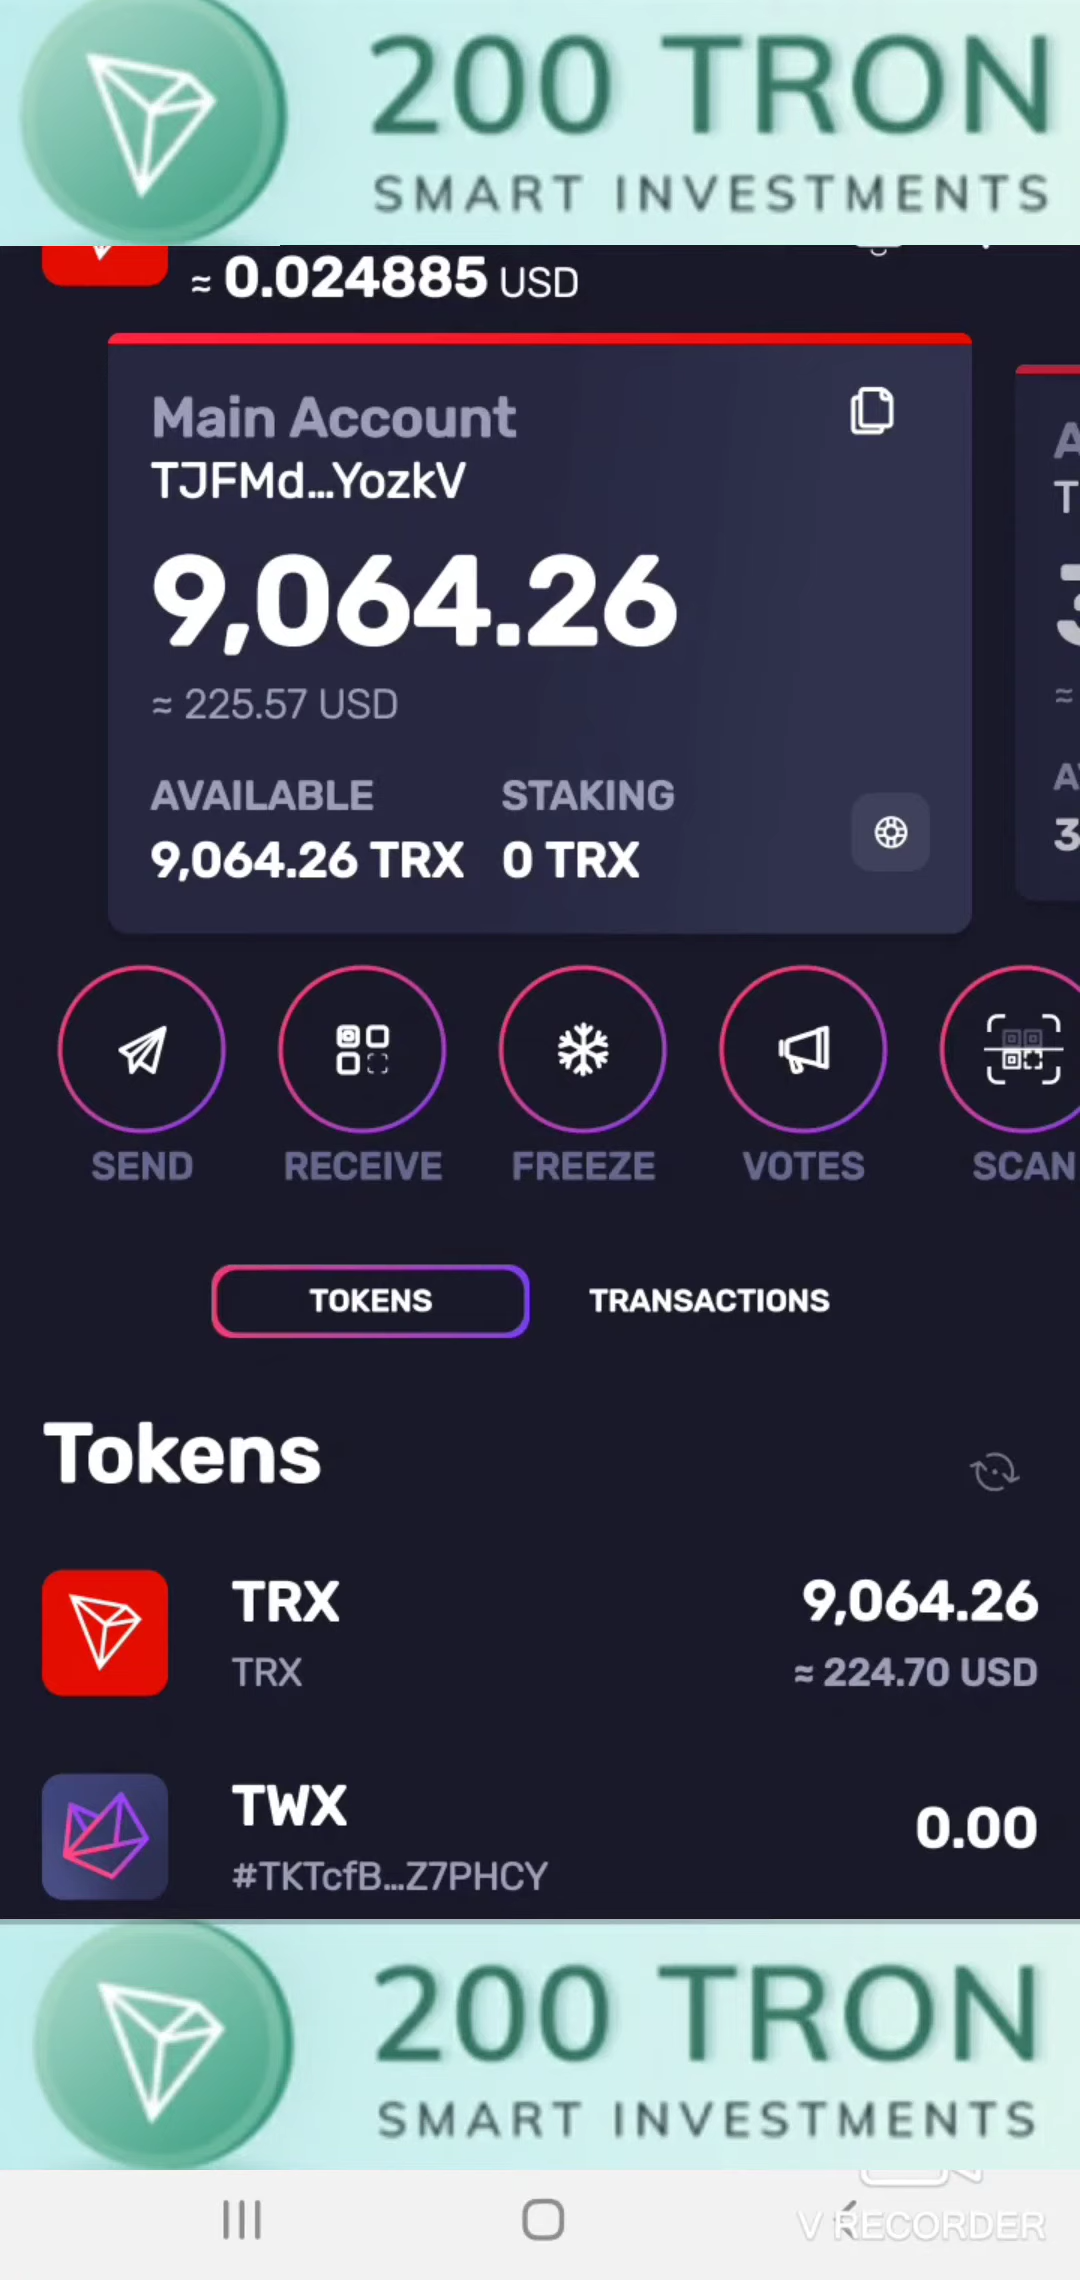 200 TRON
SMART INVESTMENTS
≈ 0.024885 USD
Main Account
TJFMd...YozkV
9,064.26
≈ 225.57 USD
AVAILABLE STAKING
9,064.26 TRX 0 TRX
A
T
3
≈
A
3
SEND RECEIVE FREEZE VOTES SCAN
TOKENS TRANSACTIONS
Tokens
TRX 9,064.26
TRX ≈ 224.70 USD
TWX 0.00
#TKTcfB...Z7PHCY
200 TRON
SMART INVESTMENTS
V RECORDER